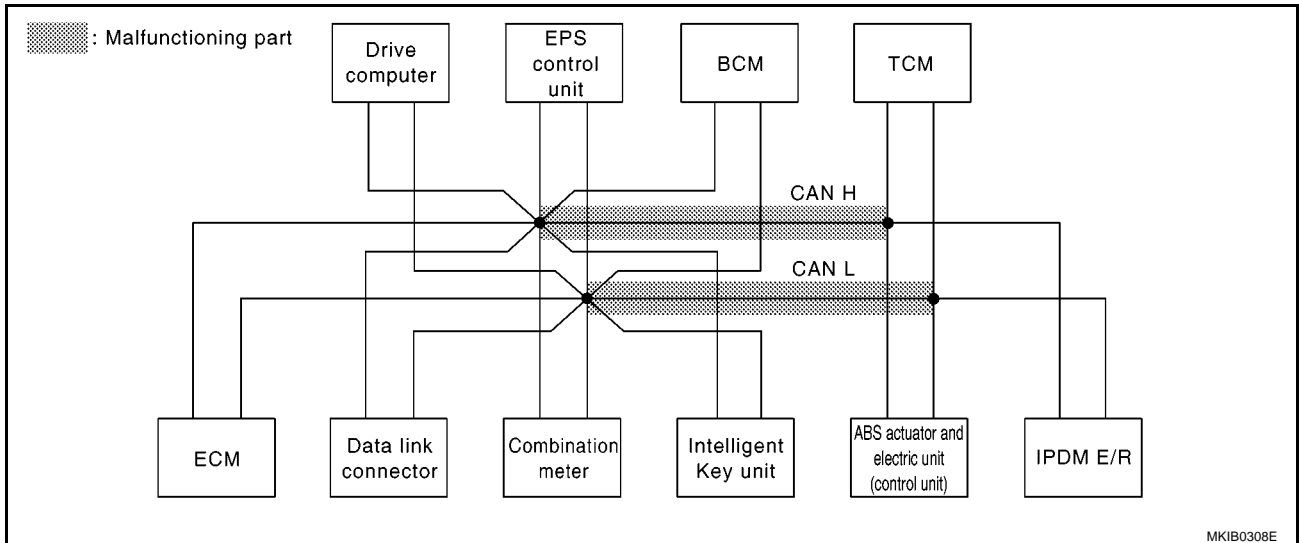 : Malfunctioning part
Drive
computer
EPS
control
unit
BCM
TCM
CAN H
CAN L
ECM
Data link
connector
Combination
meter
Intelligent
Key unit
ABS actuator and
electric unit
(control unit)
IPDM E/R
MKIB0308E